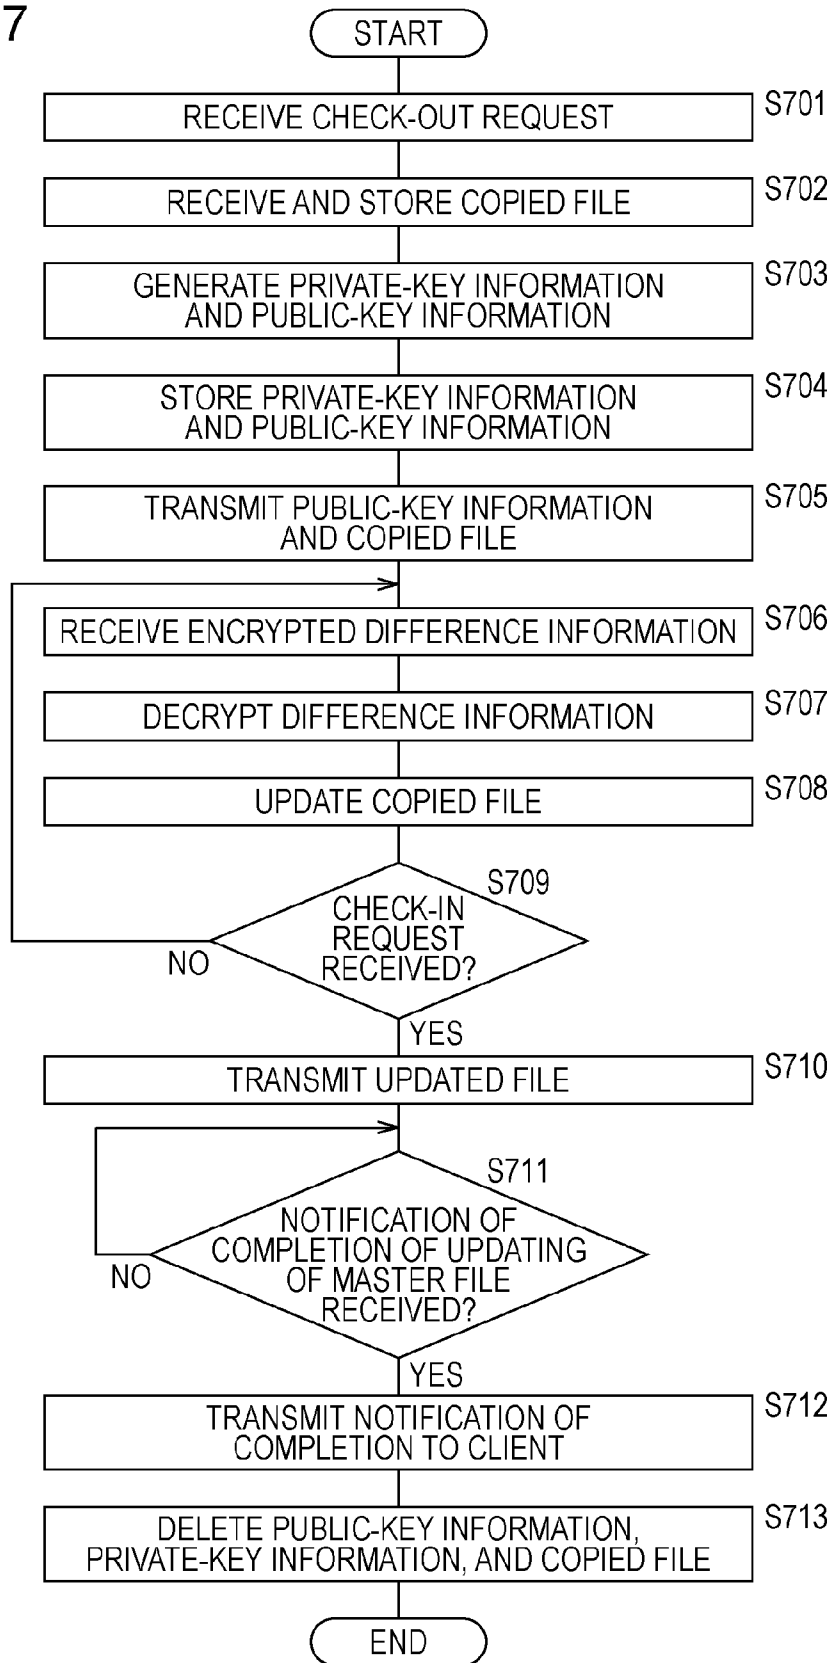 7
START
RECEIVE CHECK-OUT REQUEST
S701
RECEIVE AND STORE COPIED FILE
S702
GENERATE PRIVATE-KEY INFORMATION
AND PUBLIC-KEY INFORMATION
S703
STORE PRIVATE-KEY INFORMATION
AND PUBLIC-KEY INFORMATION
S704
TRANSMIT PUBLIC-KEY INFORMATION
AND COPIED FILE
S705
RECEIVE ENCRYPTED DIFFERENCE INFORMATION
S706
DECRYPT DIFFERENCE INFORMATION
S707
UPDATE COPIED FILE
S708
S709
CHECK-IN
REQUEST
RECEIVED?
NO
YES
TRANSMIT UPDATED FILE
S710
S711
NOTIFICATION OF
COMPLETION OF UPDATING
OF MASTER FILE
RECEIVED?
NO
YES
TRANSMIT NOTIFICATION OF
COMPLETION TO CLIENT
S712
DELETE PUBLIC-KEY INFORMATION,
PRIVATE-KEY INFORMATION, AND COPIED FILE
S713
END